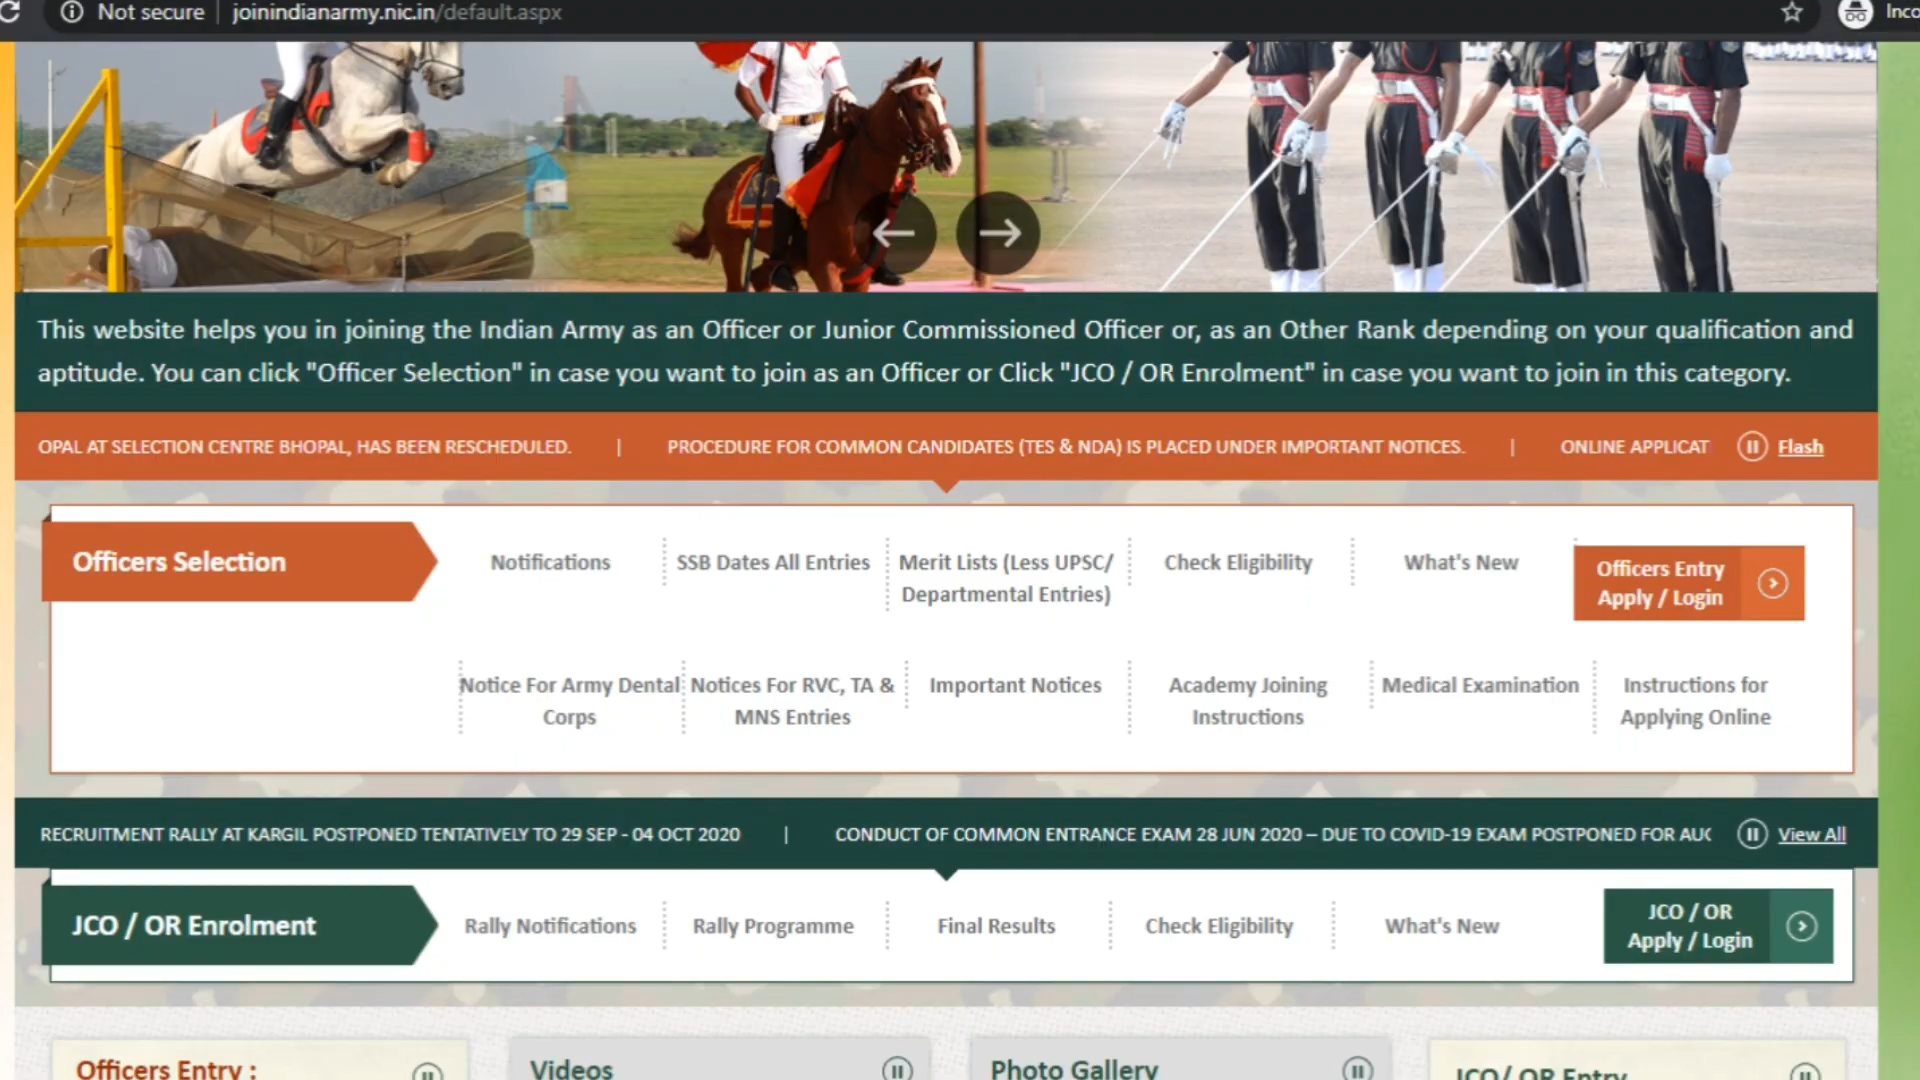 Not secure
joinindianarmy.nic.in/default.aspx
This website helps you in joining the Indian Army as an Officer or Junior Commissioned Officer or, as an Other Rank depending on your qualification and
aptitude. You can click "Officer Selection" in case you want to join as an Officer or Click "JCO / OR Enrolment" in case you want to join in this category.
OPAL AT SELECTION CENTRE BHOPAL, HAS BEEN RESCHEDULED. | PROCEDURE FOR COMMON CANDIDATES (TES & NDA) IS PLACED UNDER IMPORTANT NOTICES. | ONLINE APPLICAT
Flash
Officers Selection
Notifications
SSB Dates All Entries
Merit Lists (Less UPSC/
Departmental Entries)
Check Eligibility
What's New
Officers Entry
Apply / Login
Notice For Army Dental
Corps
Notices For RVC, TA &
MNS Entries
Important Notices
Academy Joining
Instructions
Medical Examination
Instructions for
Applying Online
RECRUITMENT RALLY AT KARGIL POSTPONED TENTATIVELY TO 29 SEP - 04 OCT 2020 | CONDUCT OF COMMON ENTRANCE EXAM 28 JUN 2020 – DUE TO COVID-19 EXAM POSTPONED FOR AUG
View All
JCO / OR Enrolment
Rally Notifications
Rally Programme
Final Results
Check Eligibility
What's New
JCO / OR
Apply / Login
Officers Entry :
Videos
Photo Gallery
JCO/ OR Entry